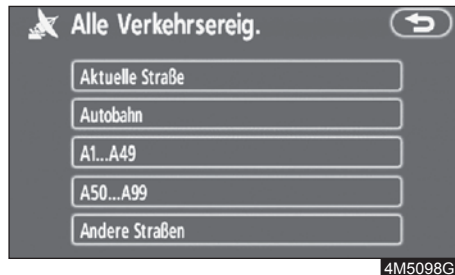 Alle Verkehrsereig.
Aktuelle Straße
Autobahn
A1...A49
A50...A99
Andere Straßen
4M5098G